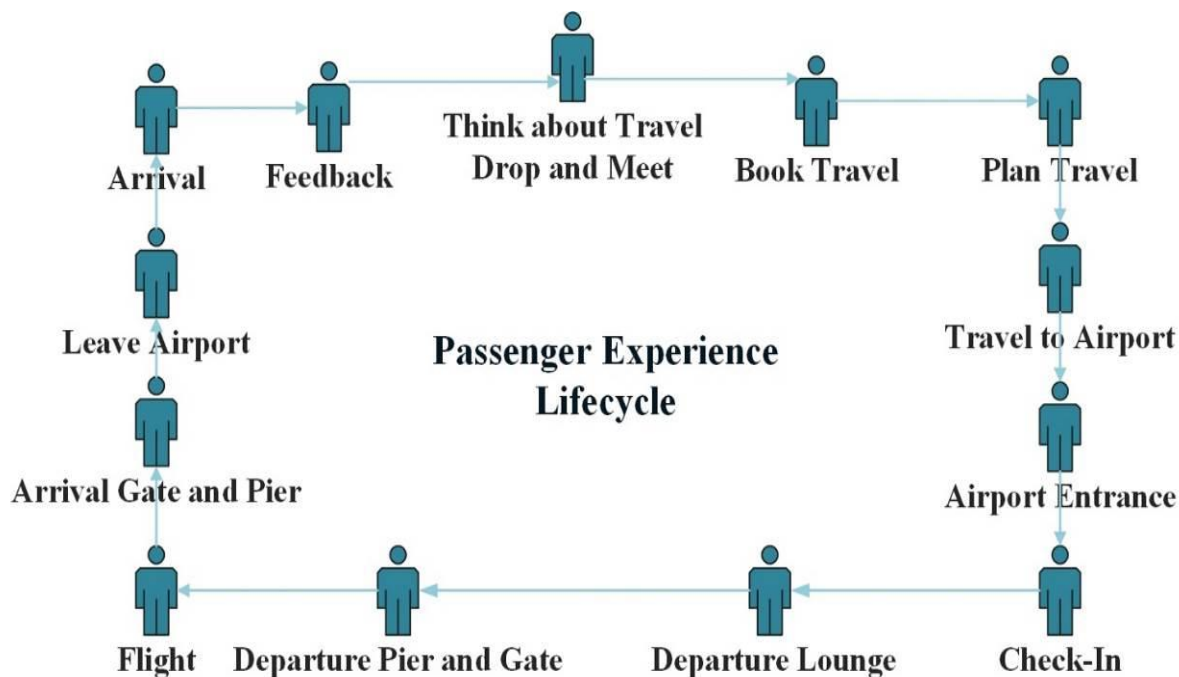 Think about Travel
Drop and Meet
Arrival
Feedback
Book Travel
Plan Travel
Leave Airport
Passenger Experience
Lifecycle
Travel to Airport
Arrival Gate and Pier
Airport Entrance
Flight
Departure Pier and Gate
Departure Lounge
Check-In